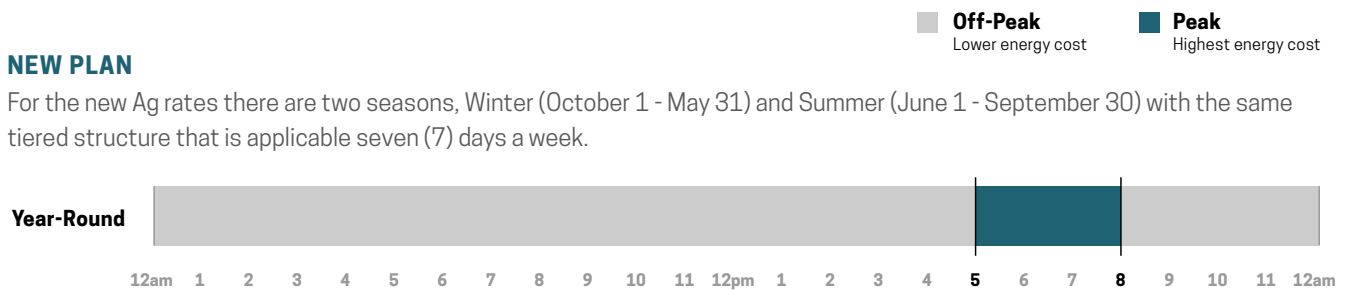 Off-Peak
Lower energy cost
Peak
Highest energy cost
NEW PLAN
For the new Ag rates there are two seasons, Winter (October 1 - May 31) and Summer (June 1 - September 30) with the same
tiered structure that is applicable seven (7) days a week.
Year-Round
12am 1 2 3 4 5 6 7 8 9 10 11 12pm 1 2 3 4 5 6 7 8 9 10 11 12am